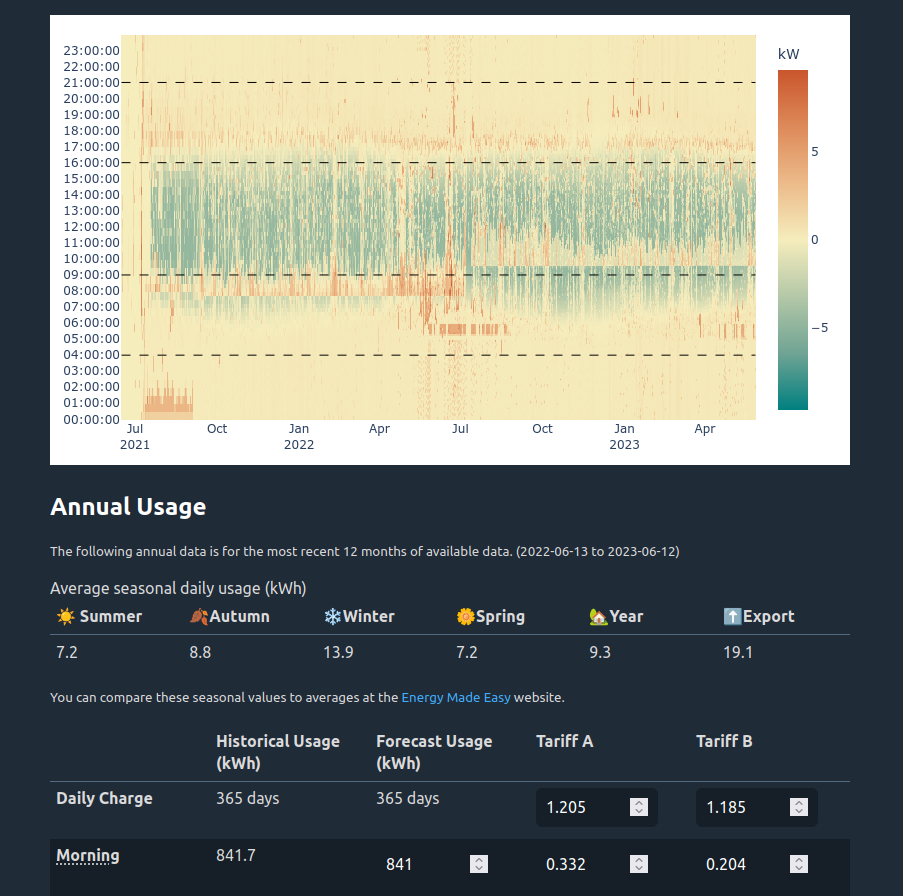 kW
23:00:00
22:00:00
21:00:00
20:00:00
19:00:00
18:00:00
17:00:00
16:00:00
15:00:00
14:00:00
13:00:00
12:00:00
11:00:00
10:00:00
09:00:00
08:00:00
07:00:00
06:00:00
05:00:00
04:00:00
03:00:00
02:00:00
01:00:00
00:00:00
5
0
−5
Jul Oct Jan Apr Jul Oct Jan Apr
2021 2022 2023
Annual Usage
The following annual data is for the most recent 12 months of available data. (2022-06-13 to 2023-06-12)
Average seasonal daily usage (kWh)
☀️ Summer 🍂Autumn ❄️Winter 🌼Spring 🏡Year ⬆️Export
7.2 8.8 13.9 7.2 9.3 19.1
You can compare these seasonal values to averages at the Energy Made Easy website.
Historical Usage (kWh) Forecast Usage (kWh) Tariff A Tariff B
Daily Charge 365 days 365 days 1.205 1.185
Morning 841.7 841 0.332 0.204